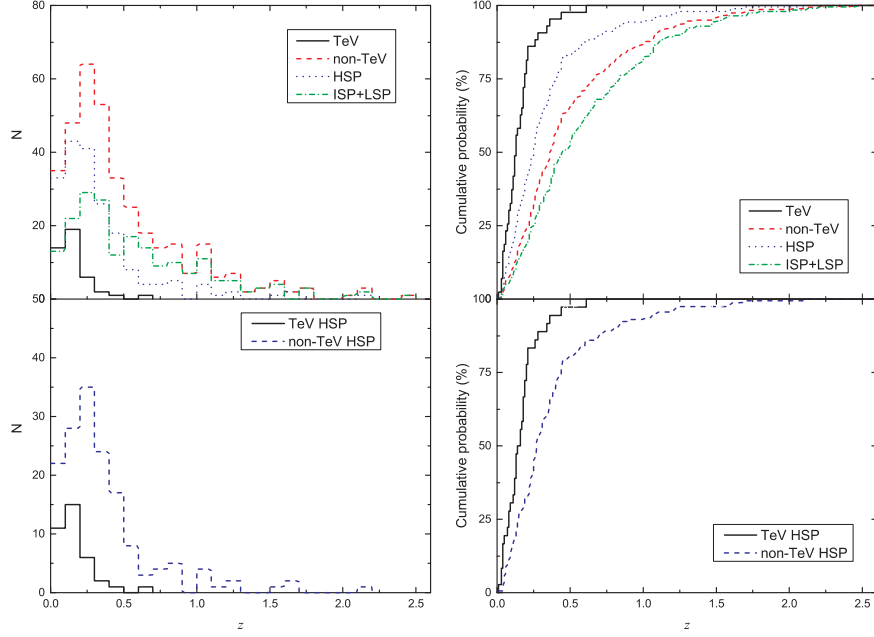 80
60
40
20
50
N
TeV
non-TeV
HSP
ISP+LSP
100
75
50
25
100
Cumulative probability (%)
TeV
non-TeV
HSP
ISP+LSP
40
30
20
10
0
N
TeV HSP
non-TeV HSP
0.0 0.5 1.0 1.5 2.0 2.5
z
75
50
25
0
Cumulative probability (%)
TeV HSP
non-TeV HSP
0.0 0.5 1.0 1.5 2.0 2.5
z